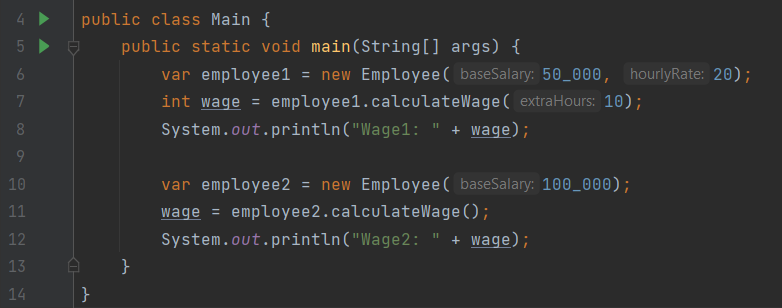 4 public class Main {
5 public static void main(String[] args) {
6 var employee1 = new Employee( baseSalary: 50_000, hourlyRate: 20);
7 int wage = employee1.calculateWage( extraHours: 10);
8 System.out.println("Wage1: " + wage);
9
10 var employee2 = new Employee( baseSalary: 100_000);
11 wage = employee2.calculateWage();
12 System.out.println("Wage2: " + wage);
13 }
14 }